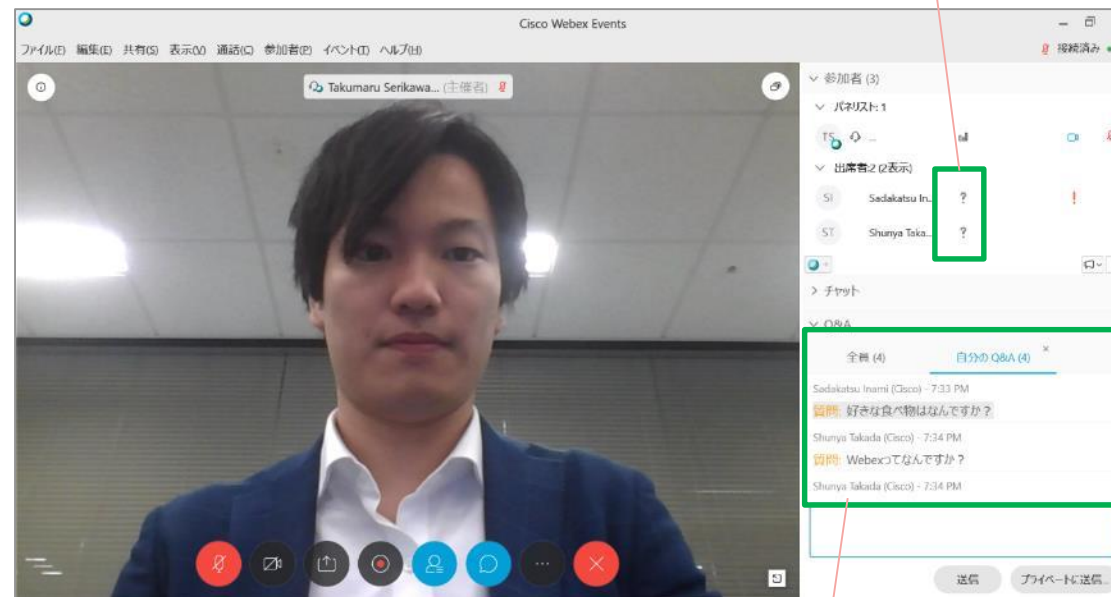 Cisco Webex Events
ファイル(F) 編集(E) 共有(S) 表示(V) 通話(C) 参加者(P) イベント(T) ヘルプ(H)
接続済み
Takumaru Serikawa... (主催者)
参加者 (3)
パネリスト: 1
TS ...
出席者:2 (2表示)
SI Sadakatsu In... ?
ST Shunya Taka... ?
チャット
Q&A
全員 (4) 自分の Q&A (4) ×
Sadakatsu Inami (Cisco) - 7:33 PM
質問: 好きな食べ物はなんですか？
Shunya Takada (Cisco) - 7:34 PM
質問: Webexってなんですか？
Shunya Takada (Cisco) - 7:34 PM
送信 プライベートに送信...